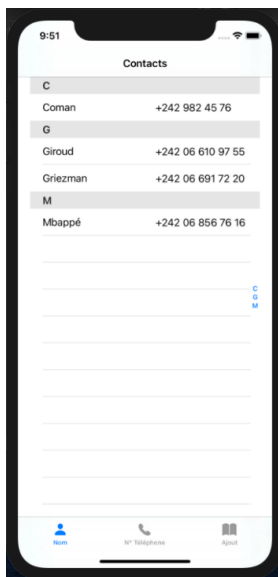 9:51
Contacts
C
Coman +242 982 45 76
G
Giroud +242 06 610 97 55
Griezman +242 06 691 72 20
M
Mbappé +242 06 856 76 16
C
G
M
Nom N° Téléphone Ajout